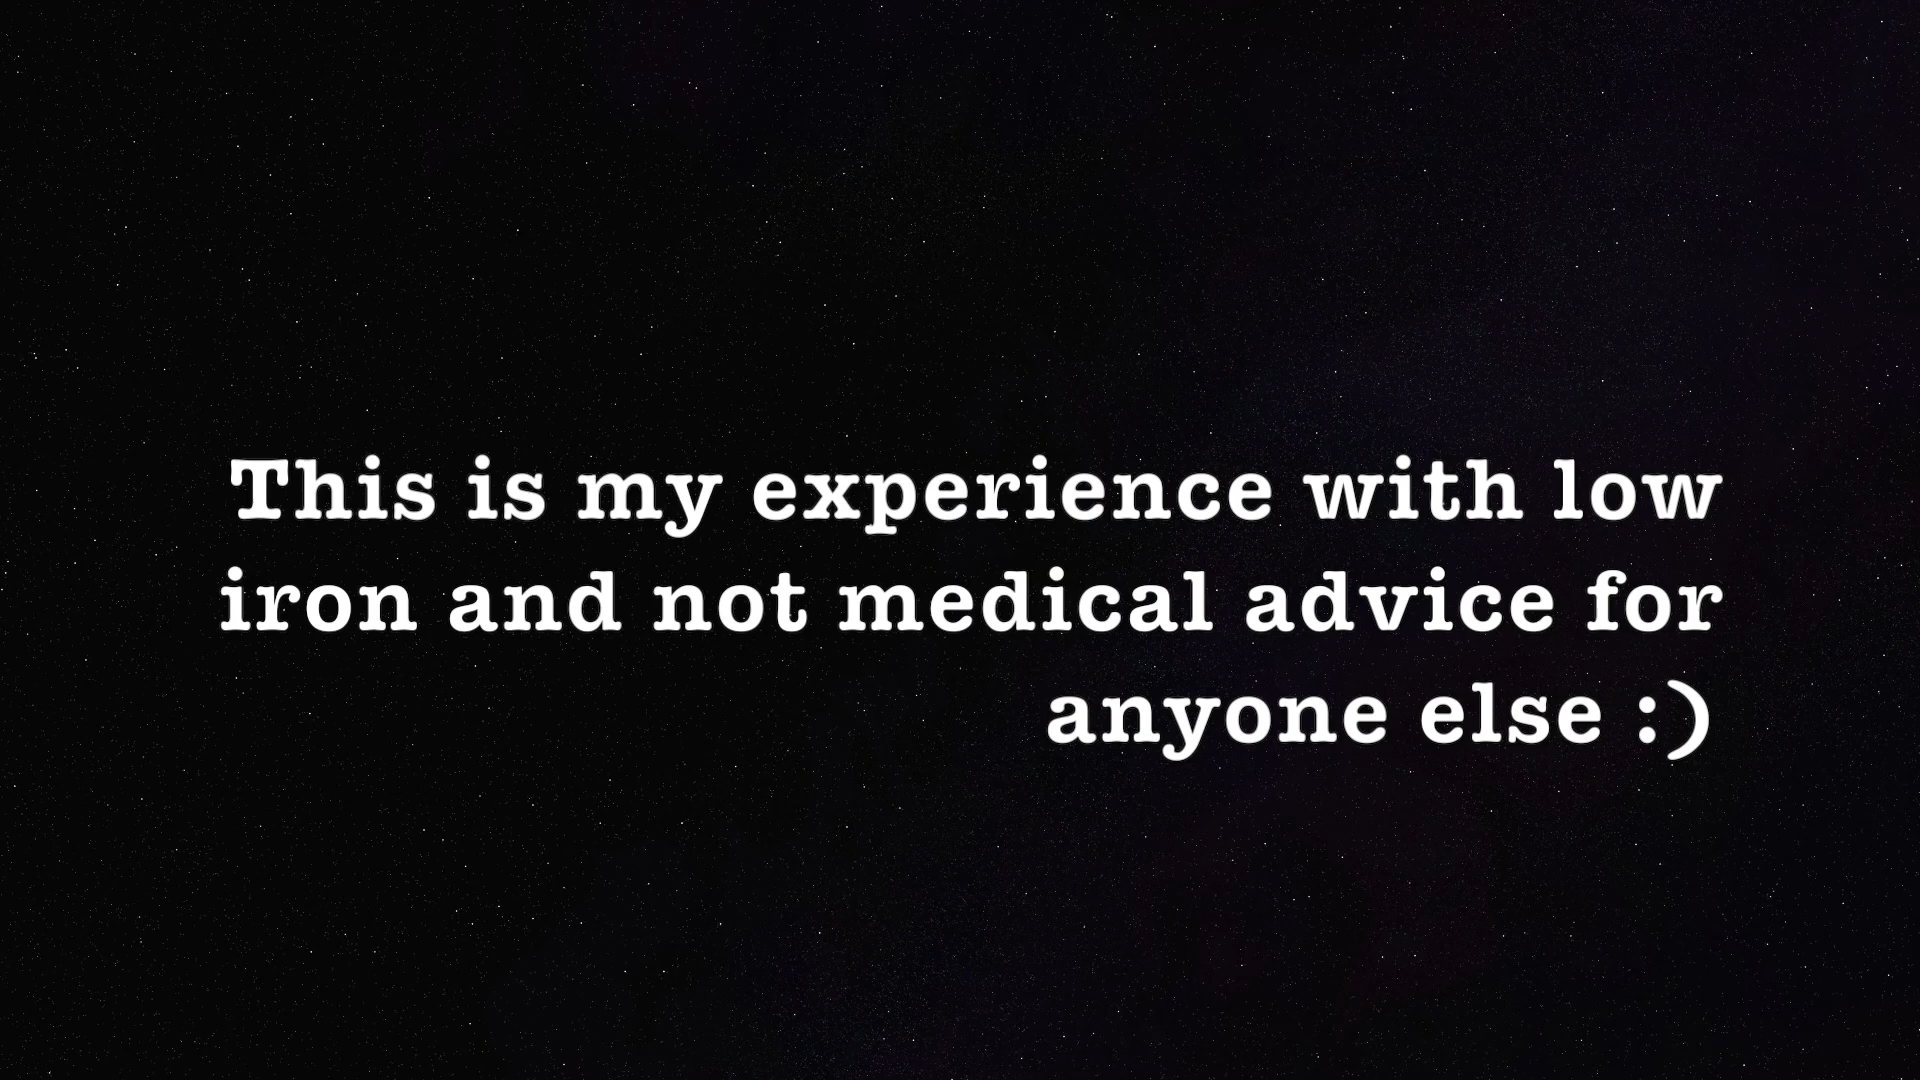 This is my experience with low
iron and not medical advice for
anyone else :)